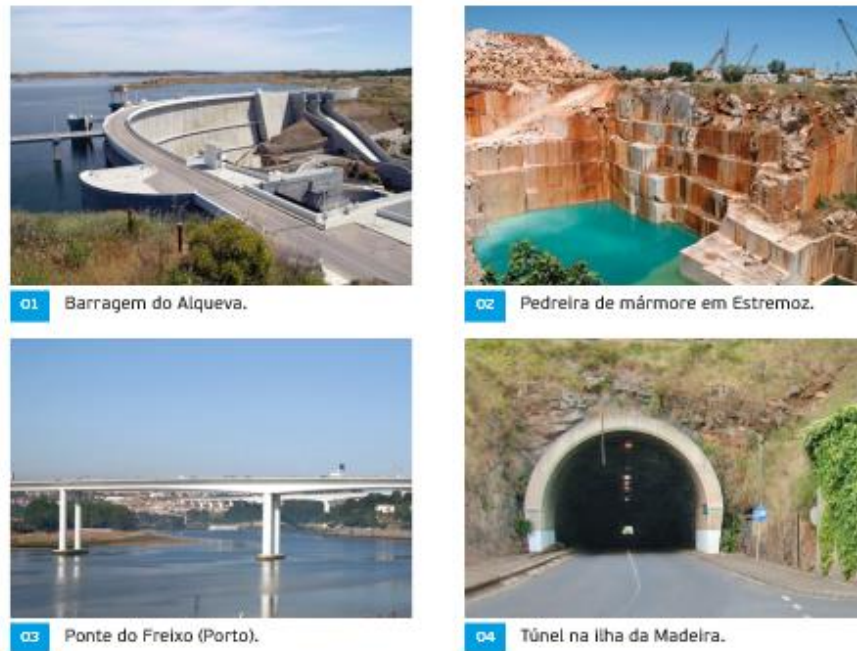 01 Barragem do Alqueva.
02 Pedreira de mármore em Estremoz.
03 Ponte do Freixo (Porto).
04 Túnel na ilha da Madeira.